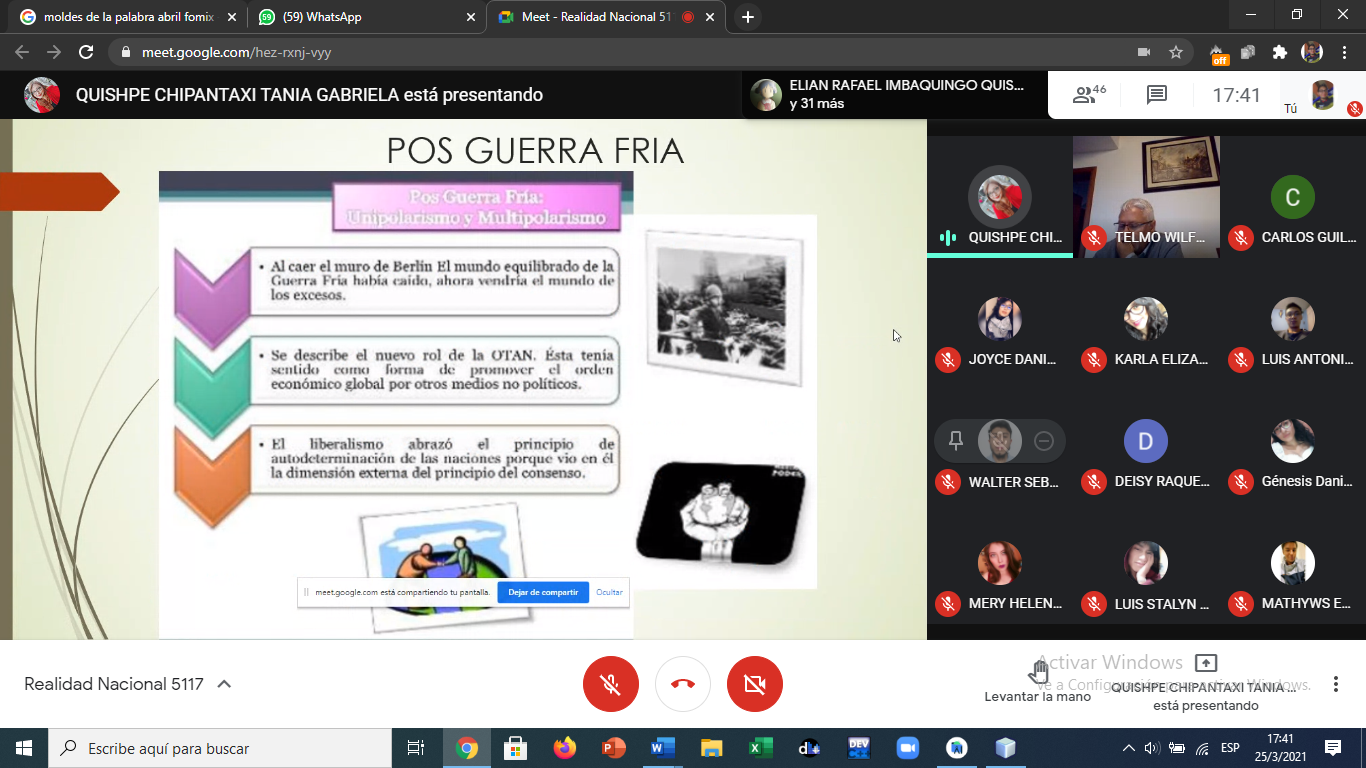 moldes de la palabra abril fomix
(59) WhatsApp
Meet - Realidad Nacional 51
meet.google.com/hez-rxnj-vyy
off
QUISHPE CHIPANTAXI TANIA GABRIELA está presentando
ELIAN RAFAEL IMBAQUINGO QUIS...
y 31 más
46
17:41
Tú
POS GUERRA FRIA
Pos Guerra Fría:
Unipolarismo y Multipolarismo
• Al caer el muro de Berlín El mundo equilibrado de la
Guerra Fría había caído, ahora vendría el mundo de
los excesos.
• Se describe el nuevo rol de la OTAN. Ésta tenía
sentido como forma de promover el orden
económico global por otros medios no políticos.
• El liberalismo abrazó el principio de
autodeterminación de las naciones porque vio en él
la dimensión externa del principio del consenso.
PODER
meet.google.com está compartiendo tu pantalla.
Dejar de compartir
Ocultar
QUISHPE CHI...
TELMO WILF...
C
CARLOS GUIL...
JOYCE DANI...
KARLA ELIZA...
LUIS ANTONI...
WALTER SEB...
D
DEISY RAQUE...
Génesis Dani...
MERY HELEN...
LUIS STALYN ...
MATHYWS E...
Realidad Nacional 5117
Levantar la mano
Activar Windows
Ve a Configuración para activar Windows.
QUISHPE CHIPANTAXI TANIA ...
está presentando
Escribe aquí para buscar
DEV
ESP
17:41
25/3/2021